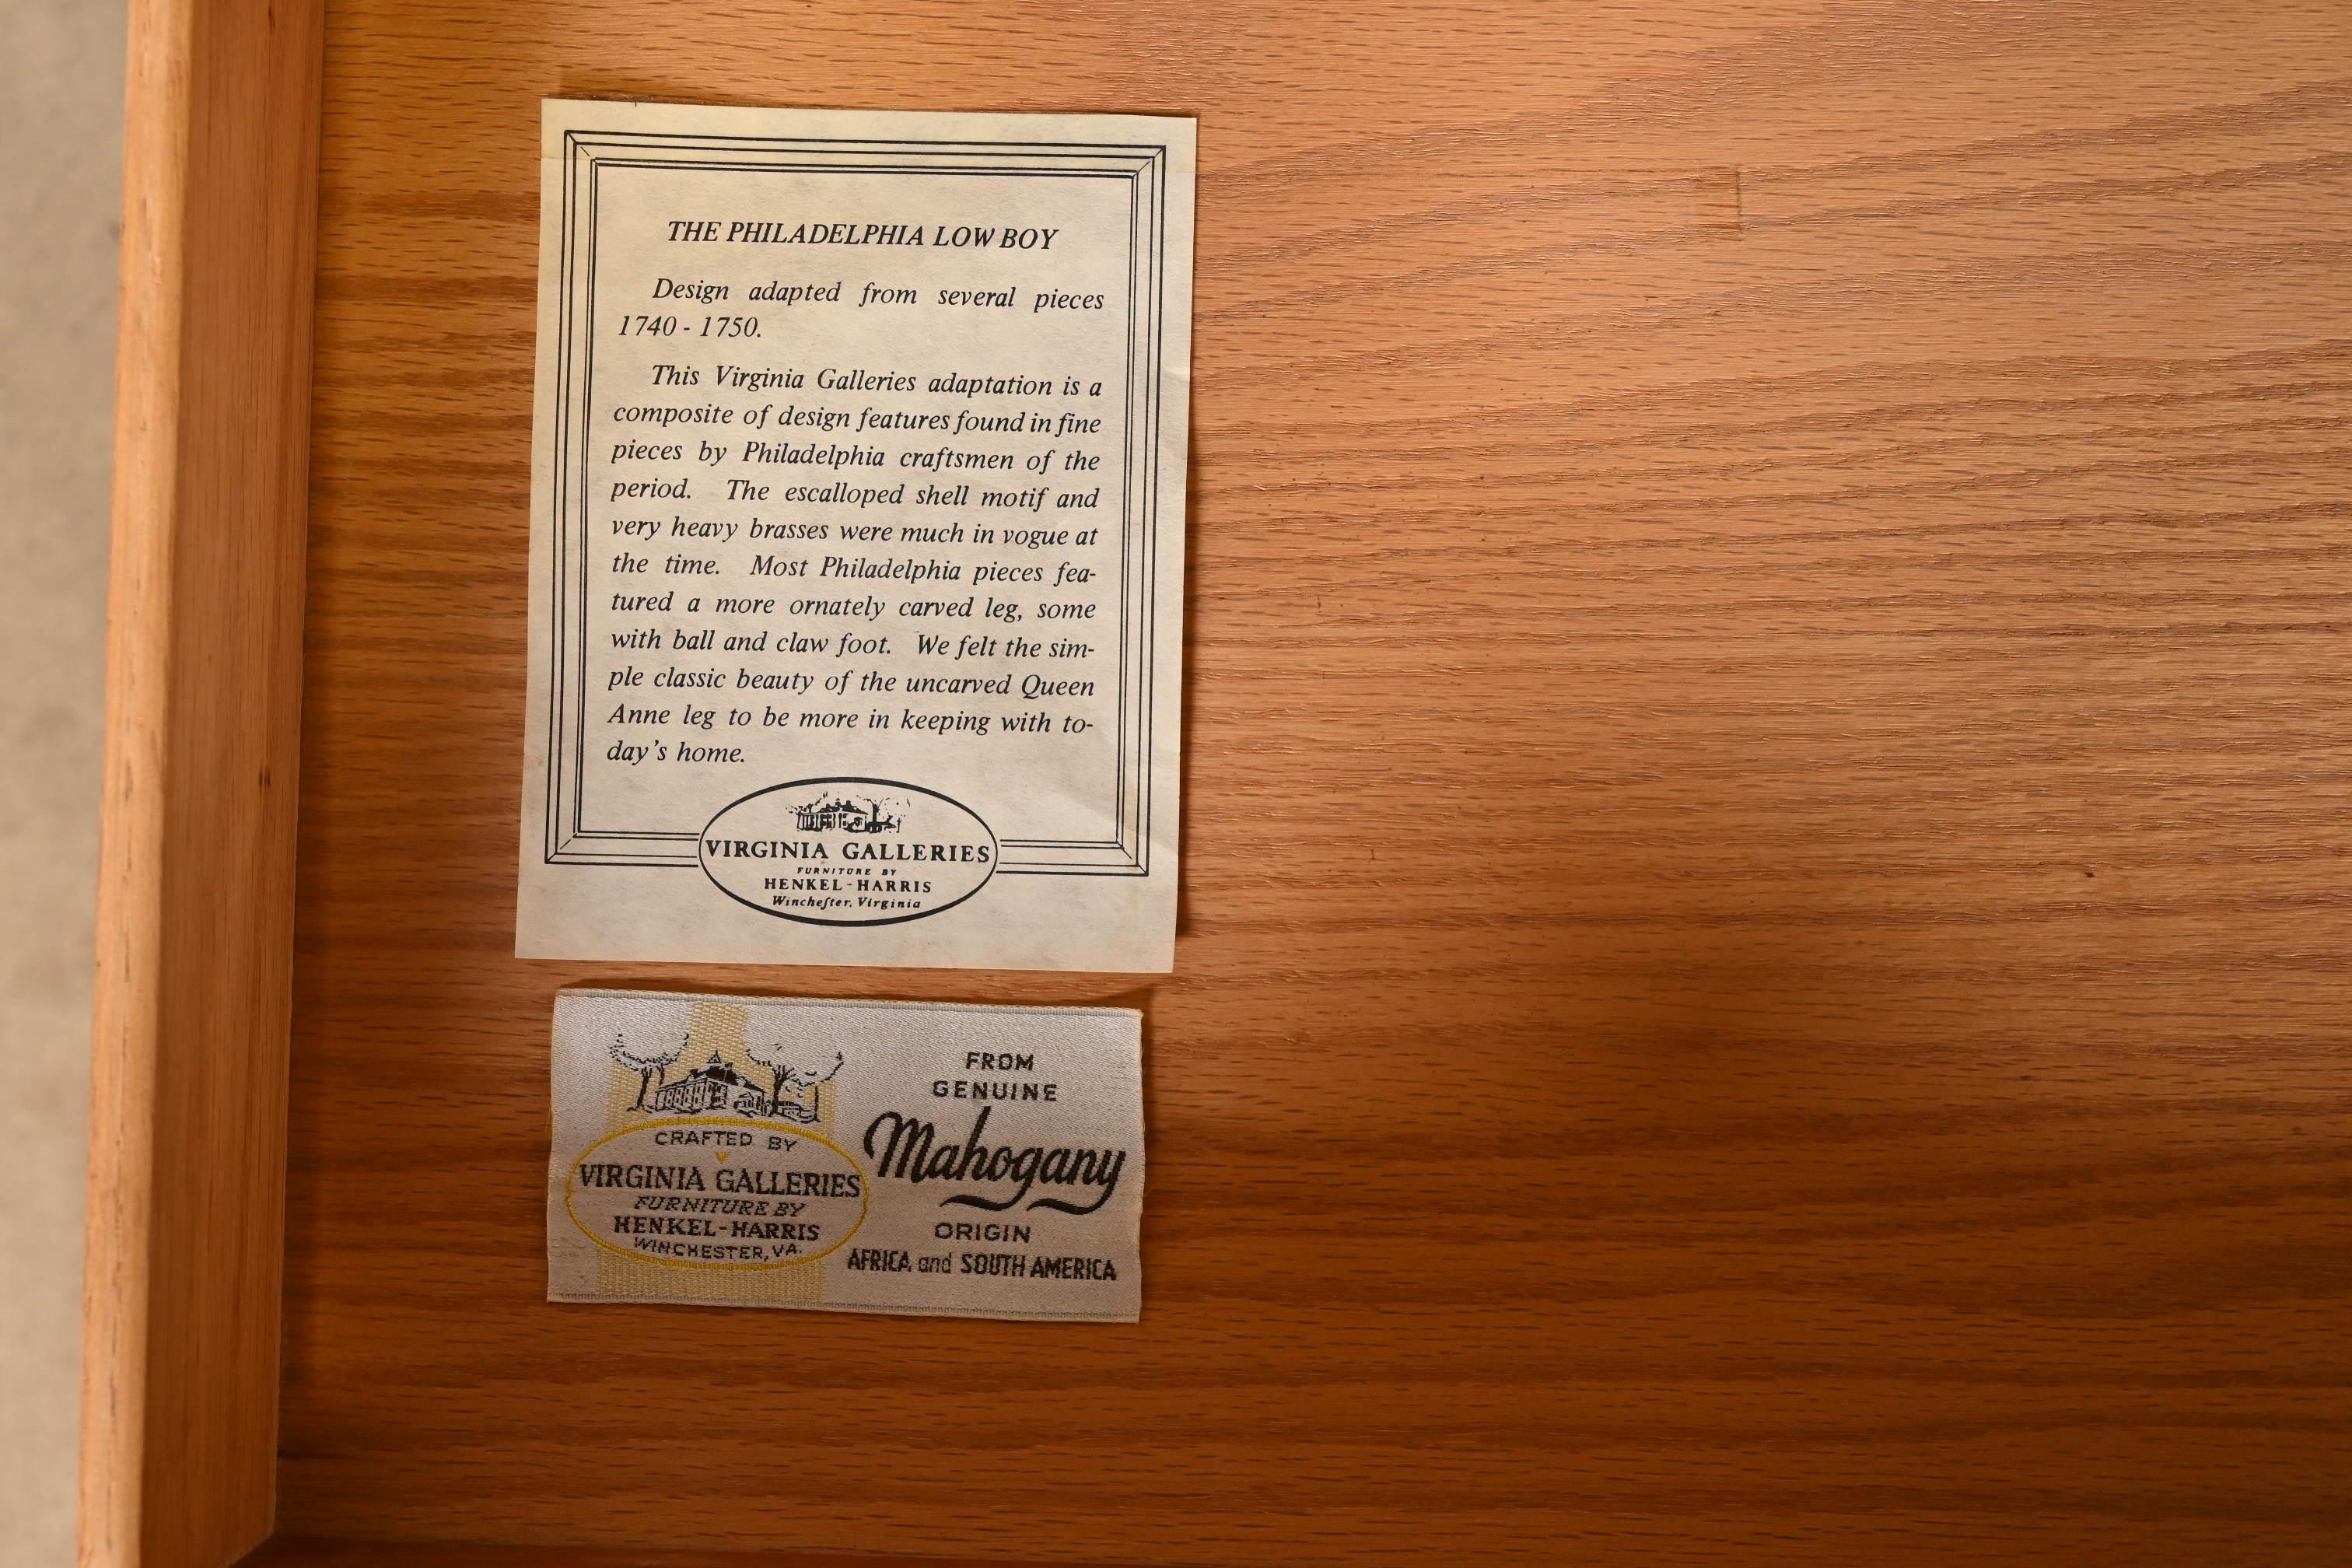 THE PHILADELPHIA LOW BOY
Design adapted from several pieces
1740 - 1750.
This Virginia Galleries adaptation is a
composite of design features found in fine
pieces by Philadelphia craftsmen of the
period. The escalloped shell motif and
very heavy brasses were much in vogue at
the time. Most Philadelphia pieces fea-
tured a more ornately carved leg, some
with ball and claw foot. We felt the sim-
ple classic beauty of the uncarved Queen
Anne leg to be more in keeping with to-
day's home.
VIRGINIA GALLERIES
FURNITURE BY
HENKEL-HARRIS
Wincheſter, Virginia
CRAFTED BY
VIRGINIA GALLERIES
FURNITURE BY
HENKEL-HARRIS
WINCHESTER, VA.
FROM
GENUINE
Mahogany
ORIGIN
AFRICA and SOUTH AMERICA